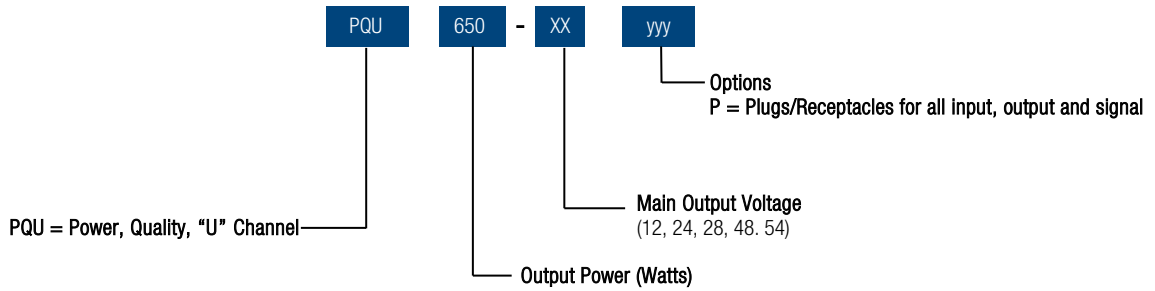 PQU 650 - XX yyy
Options
P = Plugs/Receptacles for all input, output and signal
Main Output Voltage
(12, 24, 28, 48. 54)
PQU = Power, Quality, “U” Channel
Output Power (Watts)